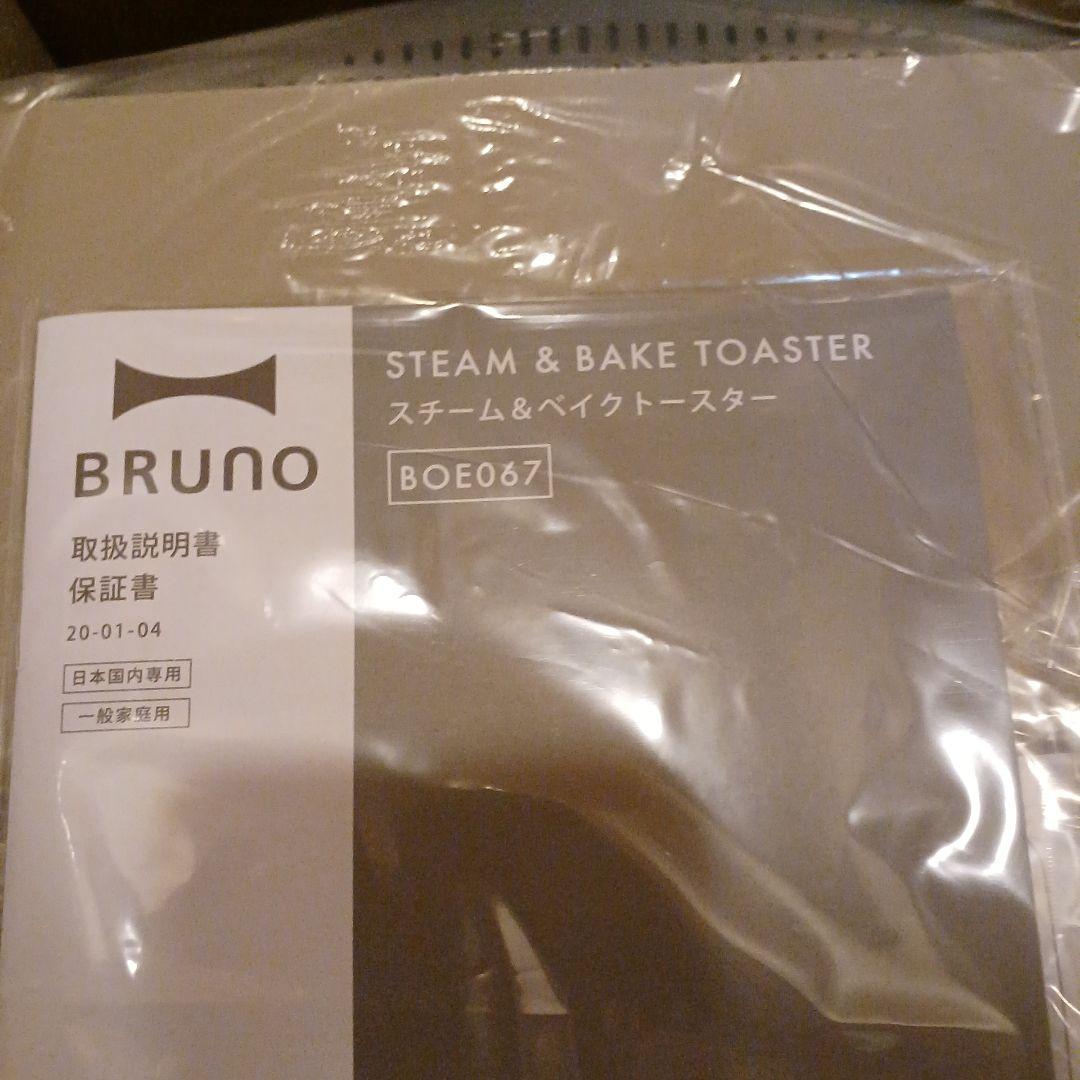 BRUNO
取扱説明書
保証書
20-01-04
日本国内専用
一般家庭用
STEAM & BAKE TOASTER
スチーム&ベイクトースター
BOE067